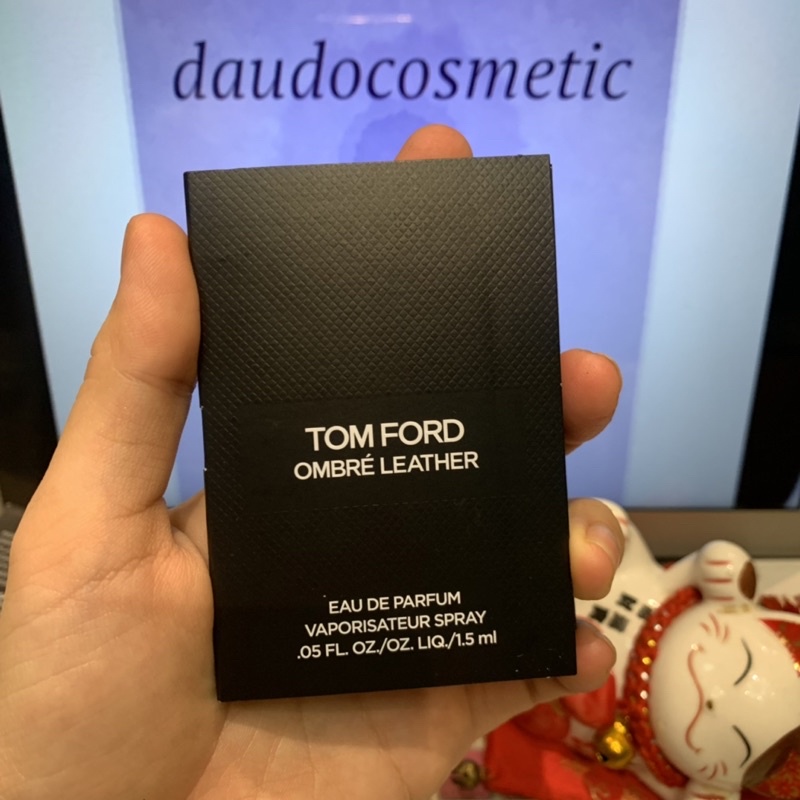 daudocosmetic
TOM FORD
OMBRÉ LEATHER
EAU DE PARFUM
VAPORISATEUR SPRAY
.05 FL. OZ./OZ. LIQ./1.5 ml